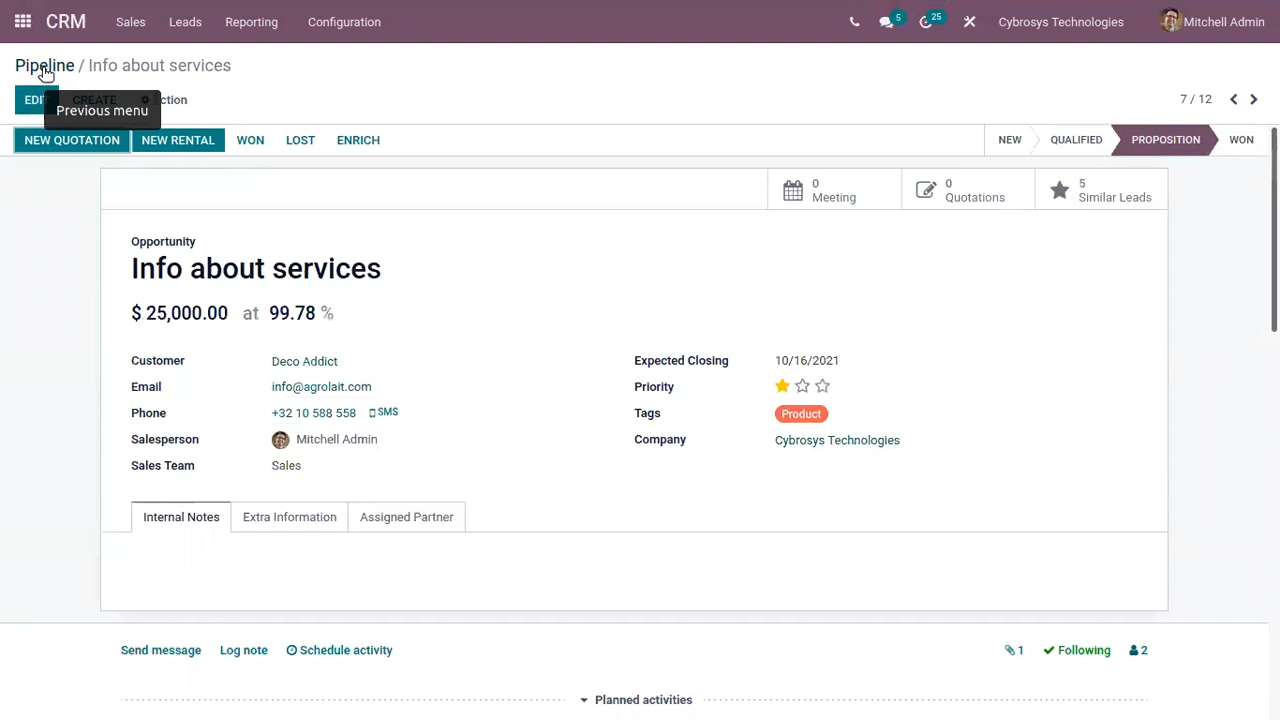 CRM Sales Leads Reporting Configuration 5 25 Cybrosys Technologies Mitchell Admin
Pipeline / Info about services
EDIT CREATE Action 7 / 12
Previous menu
NEW QUOTATION NEW RENTAL WON LOST ENRICH NEW QUALIFIED PROPOSITION WON
0 Meeting
0 Quotations
5 Similar Leads
Opportunity
Info about services
$ 25,000.00 at 99.78 %
Customer Deco Addict Expected Closing 10/16/2021
Email info@agrolait.com Priority
Phone +32 10 588 558 SMS Tags Product
Salesperson Mitchell Admin Company Cybrosys Technologies
Sales Team Sales
Internal Notes Extra Information Assigned Partner
Send message Log note Schedule activity 1 Following 2
Planned activities